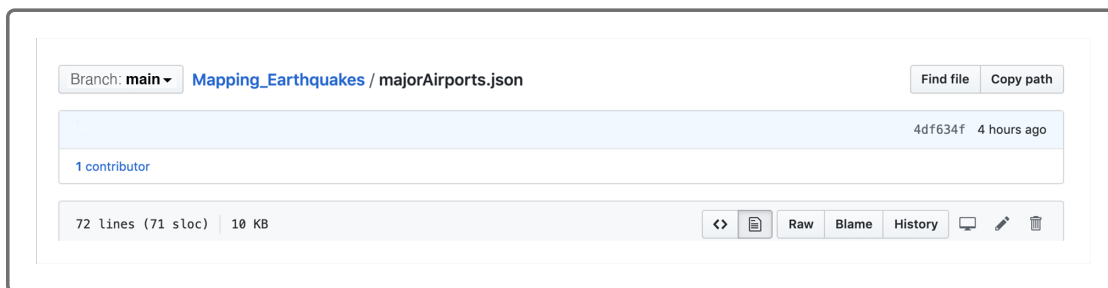 Branch: main Mapping_Earthquakes / majorAirports.json Find file Copy path
4df634f 4 hours ago
1 contributor
72 lines (71 sloc) 10 KB <> Raw Blame History